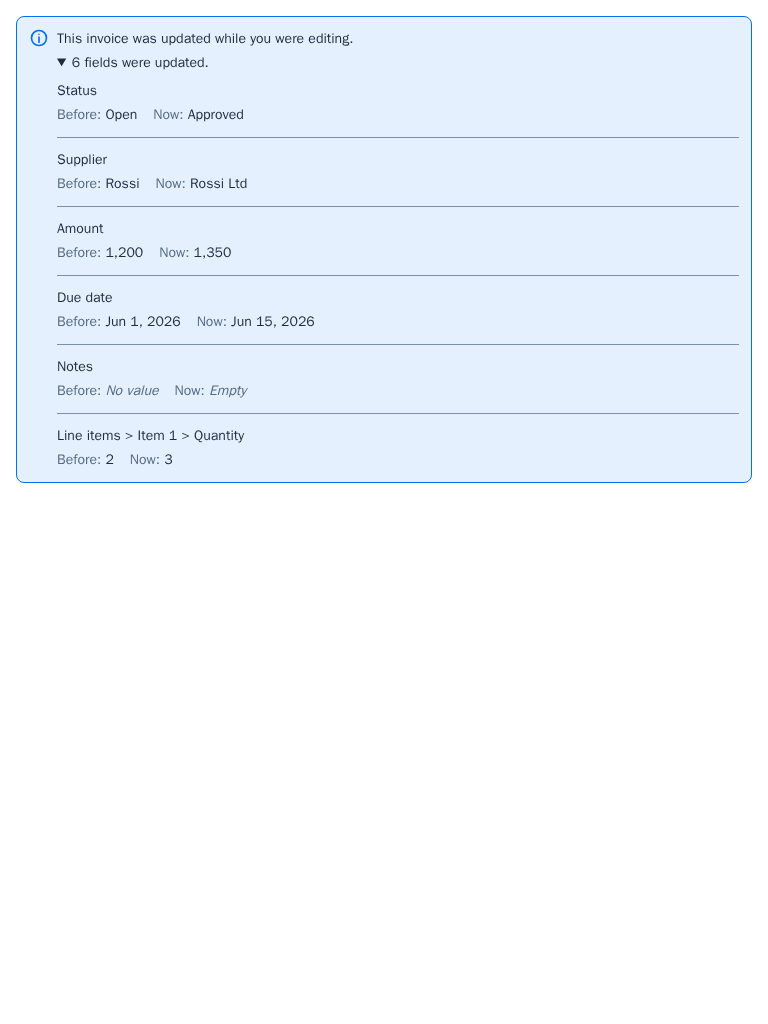 This invoice was updated while you were editing.
▼ 6 fields were updated.
Status
Before: Open Now: Approved
Supplier
Before: Rossi Now: Rossi Ltd
Amount
Before: 1,200 Now: 1,350
Due date
Before: Jun 1, 2026 Now: Jun 15, 2026
Notes
Before: No value Now: Empty
Line items > Item 1 > Quantity
Before: 2 Now: 3